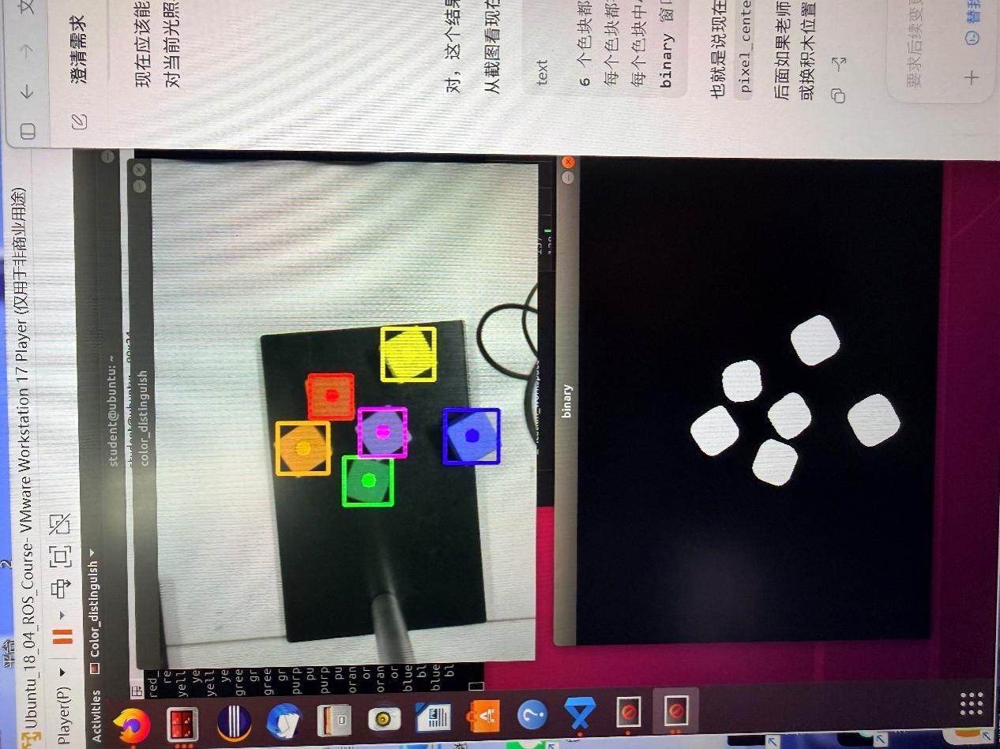 平台
2
Ubuntu_18_04_ROS_Course- VMware Workstation 17 Player (仅用于非商业用途)
Player(P)
Activities
Color_distinguish
student@ubuntu: ~
color_distinguish
red_
re
yell
ye
yell
ye
gree
gr
gree
gr
purp
pu
purp
pu
oran
or
oran
or
blue
bl
blue
bl
binary
澄清需求
现在应该能
对当前光照
对，这个结果
从截图看现在
text
6 个色块都
每个色块都
每个色块中
binary 窗
也就是说现在
pixel_cente
后面如果老师
或换积木位置
要求后续变更
替我